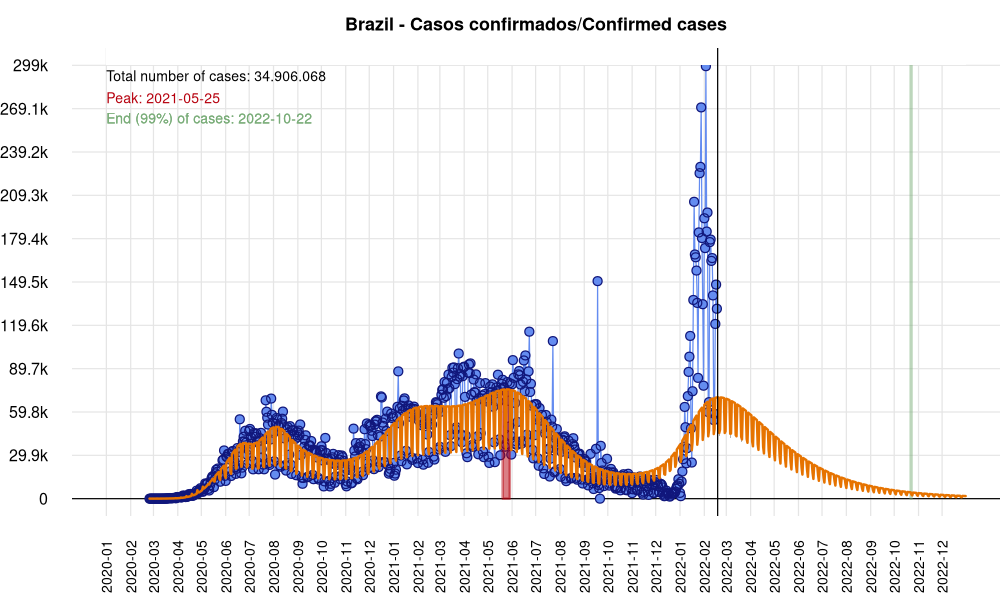 Brazil - Casos confirmados/Confirmed cases
299k
269.1k
239.2k
209.3k
179.4k
149.5k
119.6k
89.7k
59.8k
29.9k
0
Total number of cases: 34.906.068
Peak: 2021-05-25
End (99%) of cases: 2022-10-22
2020-01
2020-02
2020-03
2020-04
2020-05
2020-06
2020-07
2020-08
2020-09
2020-10
2020-11
2020-12
2021-01
2021-02
2021-03
2021-04
2021-05
2021-06
2021-07
2021-08
2021-09
2021-10
2021-11
2021-12
2022-01
2022-02
2022-03
2022-04
2022-05
2022-06
2022-07
2022-08
2022-09
2022-10
2022-11
2022-12